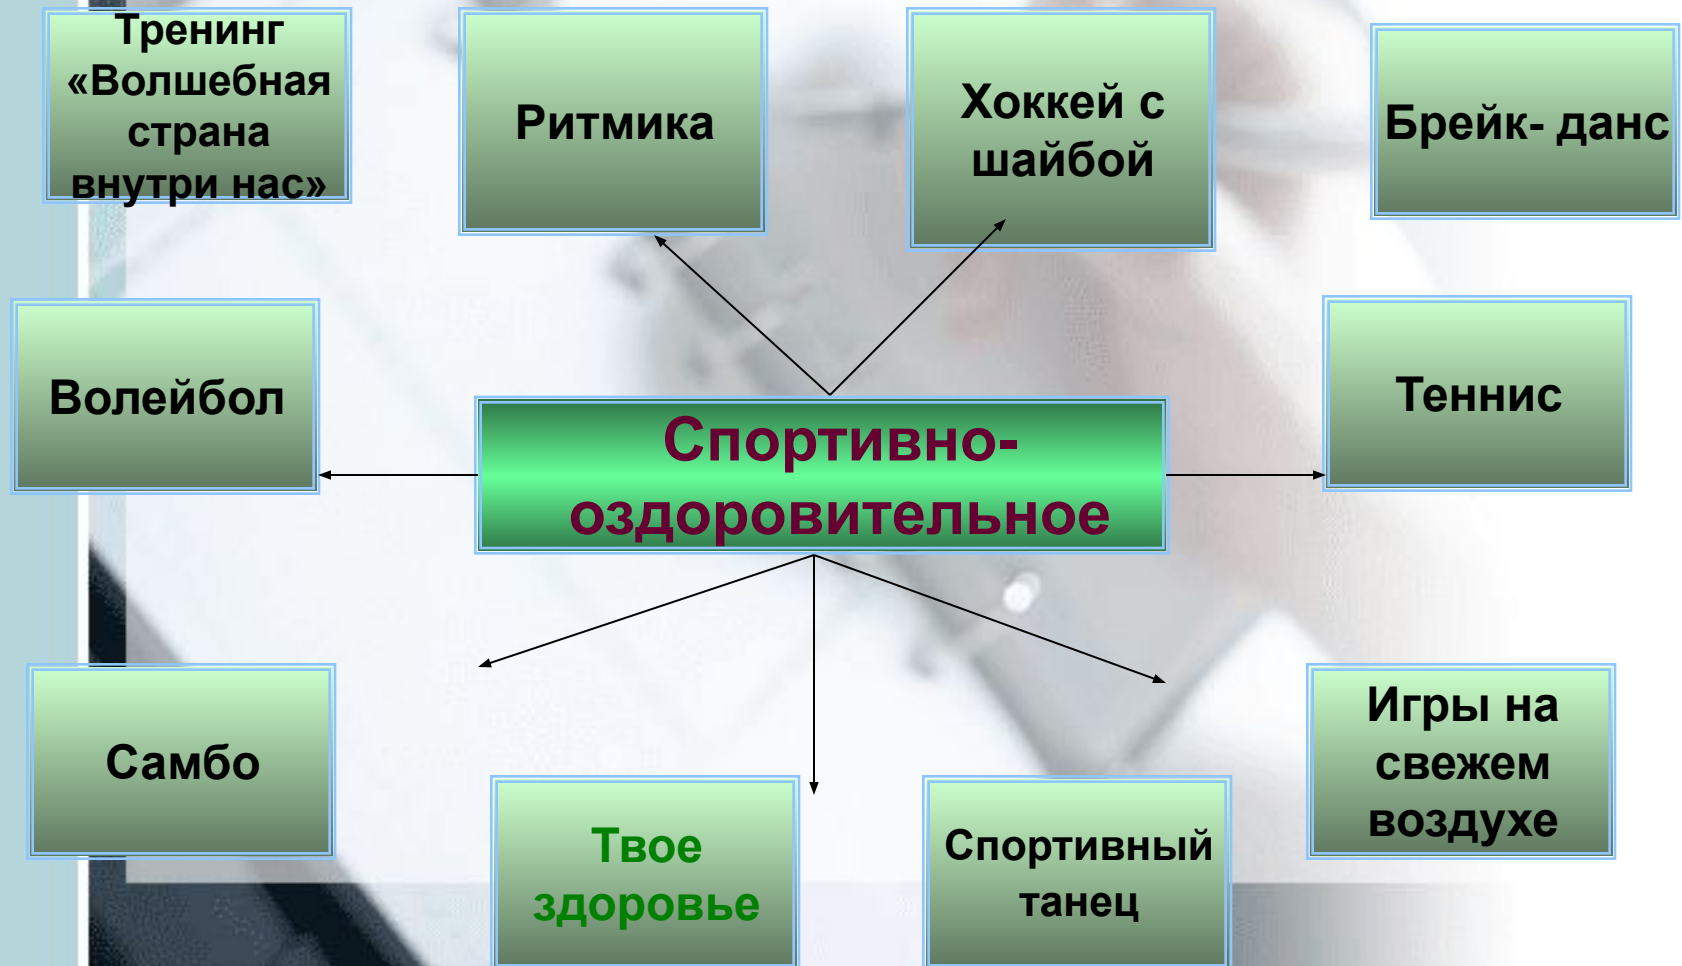 Тренинг
«Волшебная
страна
внутри нас»
Ритмика
Хоккей с
шайбой
Брейк- данс
Волейбол
Теннис
Спортивно-
оздоровительное
Самбо
Твое
здоровье
Спортивный
танец
Игры на
свежем
воздухе